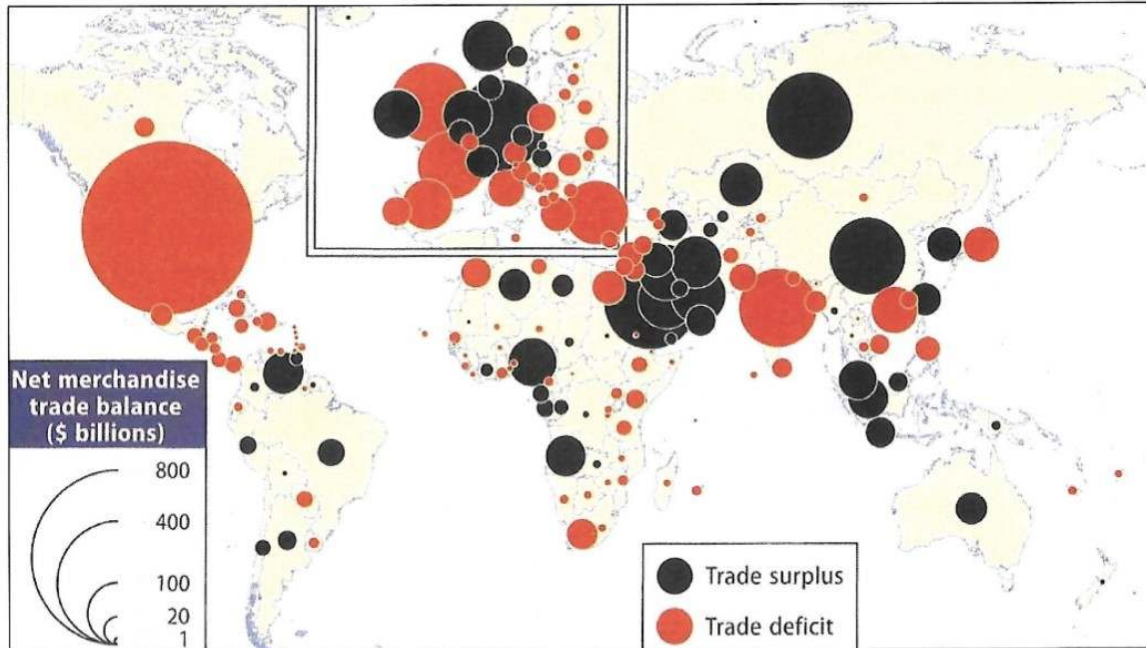 Net merchandise
trade balance
($ billions)
800
400
100
20
1
Trade surplus
Trade deficit